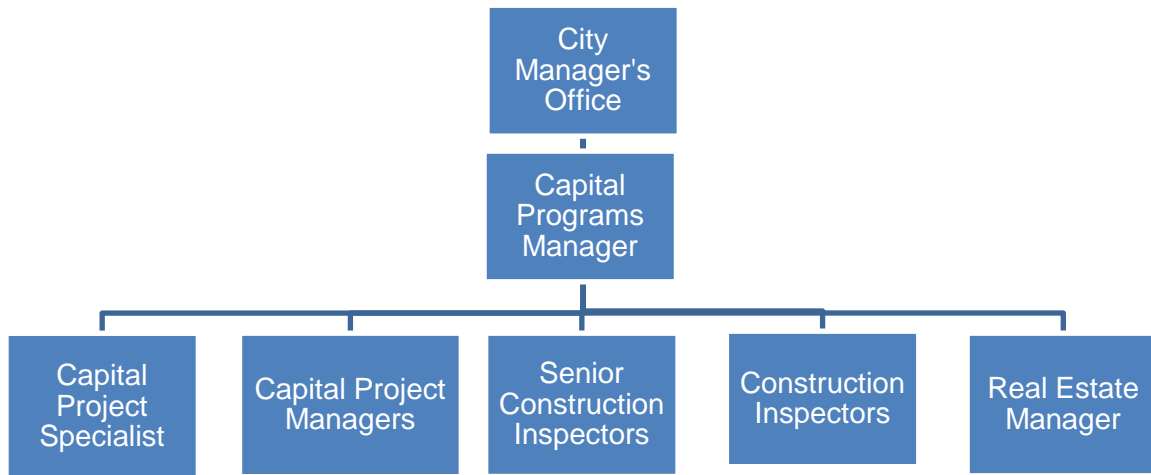 City
Manager's
Office
Capital
Programs
Manager
Capital
Project
Specialist
Capital Project
Managers
Senior
Construction
Inspectors
Construction
Inspectors
Real Estate
Manager